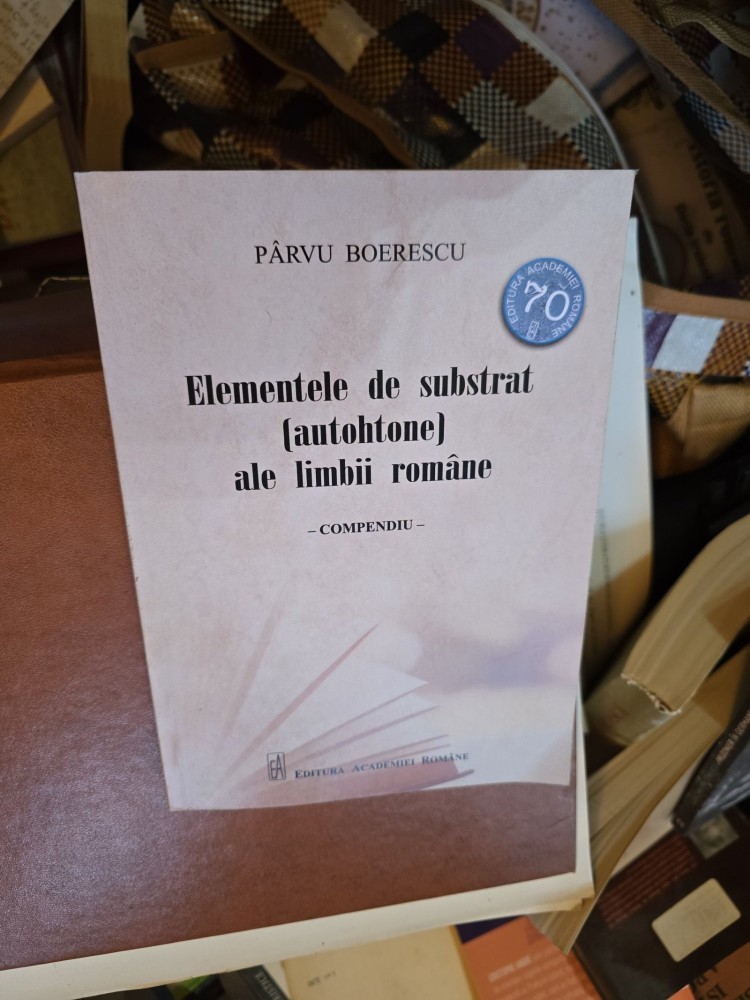 PÂRVU BOERESCU
EDITURA ACADEMIEI ROMÂNE
70
Elementele de substrat
(autohtone)
ale limbii române
– COMPENDIU –
EA EDITURA ACADEMIEI ROMÂNE